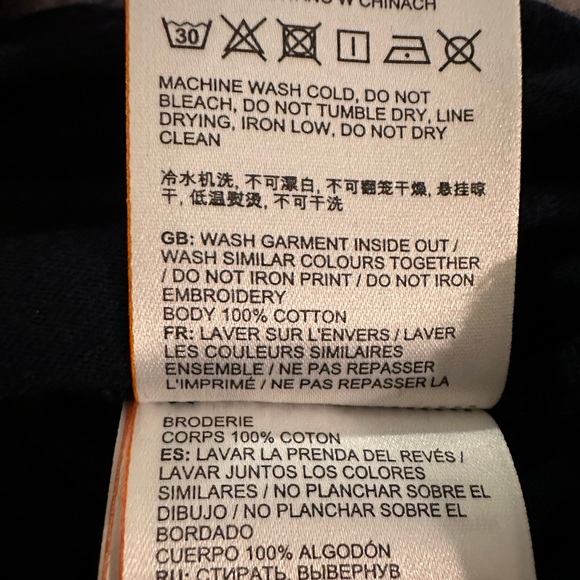 W CHINACH
30
MACHINE WASH COLD, DO NOT
BLEACH, DO NOT TUMBLE DRY, LINE
DRYING, IRON LOW, DO NOT DRY
CLEAN
冷水机洗, 不可漂白, 不可翻笼干燥, 悬挂晾
干, 低温熨烫, 不可干洗
GB: WASH GARMENT INSIDE OUT /
WASH SIMILAR COLOURS TOGETHER
/ DO NOT IRON PRINT / DO NOT IRON
EMBROIDERY
BODY 100% COTTON
FR: LAVER SUR L'ENVERS / LAVER
LES COULEURS SIMILAIRES
ENSEMBLE / NE PAS REPASSER
L'IMPRIMÉ / NE PAS REPASSER LA
BRODERIE
CORPS 100% COTON
ES: LAVAR LA PRENDA DEL REVÉS /
LAVAR JUNTOS LOS COLORES
SIMILARES / NO PLANCHAR SOBRE EL
DIBUJO / NO PLANCHAR SOBRE EL
BORDADO
CUERPO 100% ALGODÓN
RU: СТИРАТЬ, ВЫВЕРНУВ